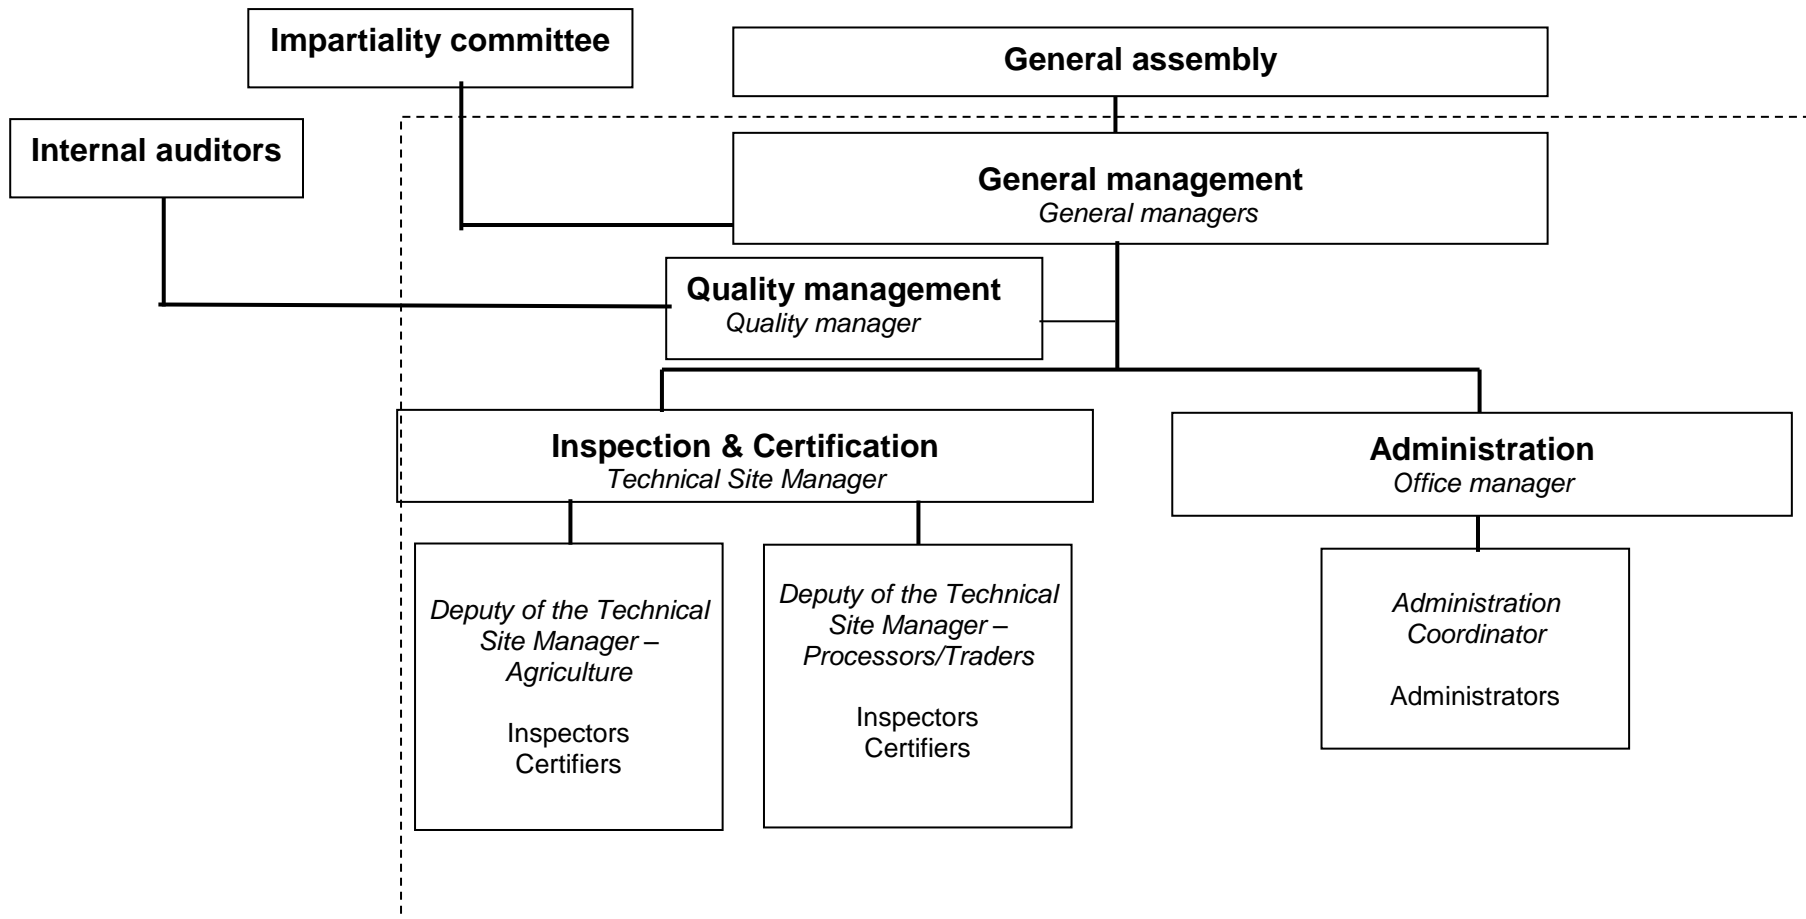 Impartiality committee
General assembly
Internal auditors
General management
General managers
Quality management
Quality manager
Inspection & Certification
Technical Site Manager
Administration
Office manager
Deputy of the Technical
Site Manager –
Agriculture
Inspectors
Certifiers
Deputy of the Technical
Site Manager –
Processors/Traders
Inspectors
Certifiers
Administration
Coordinator
Administrators